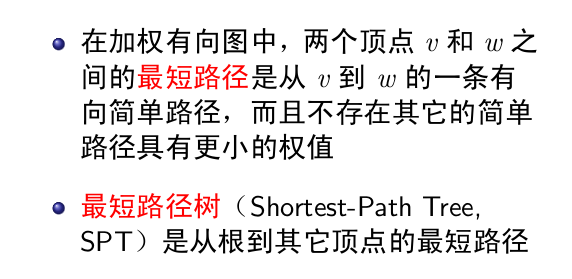 在加权有向图中，两个顶点 v 和 w 之
间的最短路径是从 v 到 w 的一条有
向简单路径，而且不存在其它的简单
路径具有更小的权值
最短路径树（Shortest-Path Tree,
SPT）是从根到其它顶点的最短路径